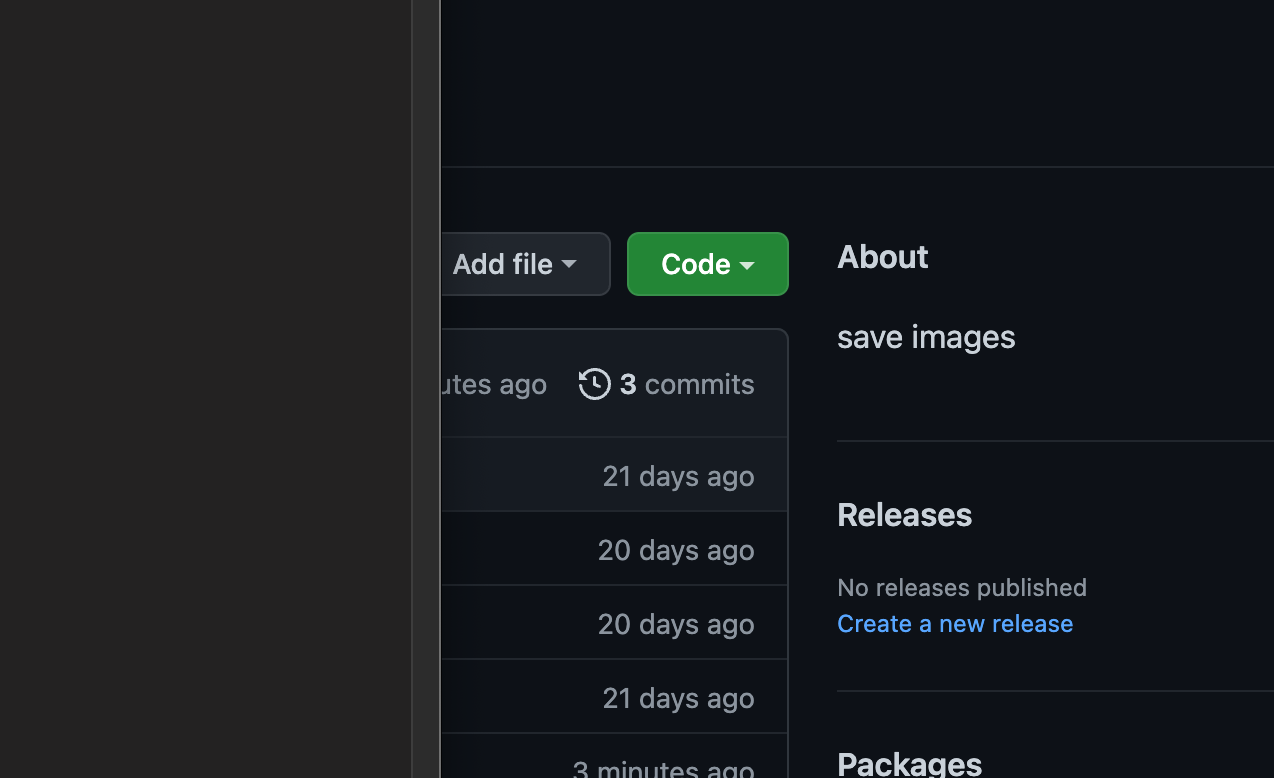 Add file
Code
About
save images
ago
3 commits
21 days ago
20 days ago
20 days ago
21 days ago
3 minutes ago
Releases
No releases published
Create a new release
Packages